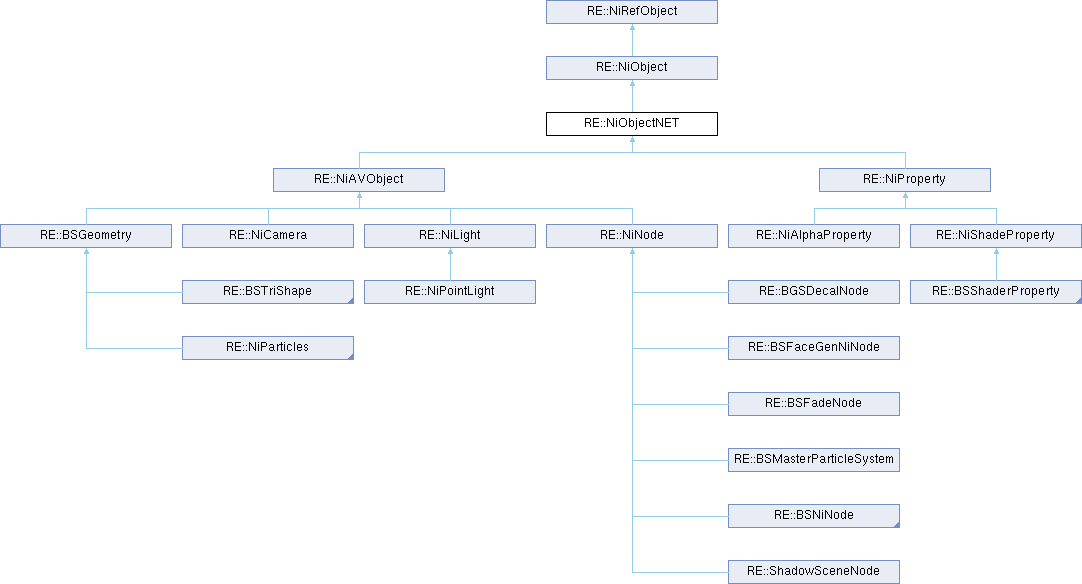 RE::NiRefObject
RE::NiObject
RE::NiObjectNET
RE::NiAVObject
RE::NiProperty
RE::BSGeometry
RE::NiCamera
RE::NiLight
RE::NiNode
RE::NiAlphaProperty
RE::NiShadeProperty
RE::BSTriShape
RE::NiPointLight
RE::BGSDecalNode
RE::BSShaderProperty
RE::NiParticles
RE::BSFaceGenNiNode
RE::BSFadeNode
RE::BSMasterParticleSystem
RE::BSNiNode
RE::ShadowSceneNode